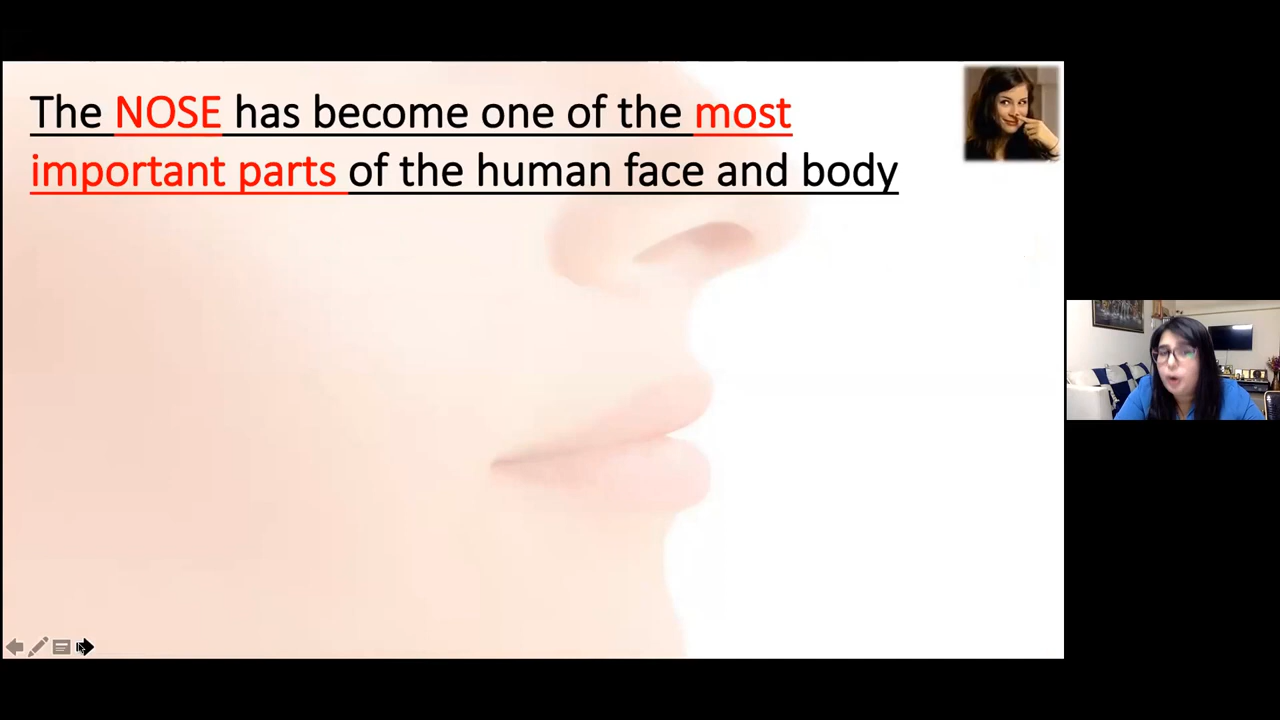 The NOSE has become one of the most
important parts of the human face and body